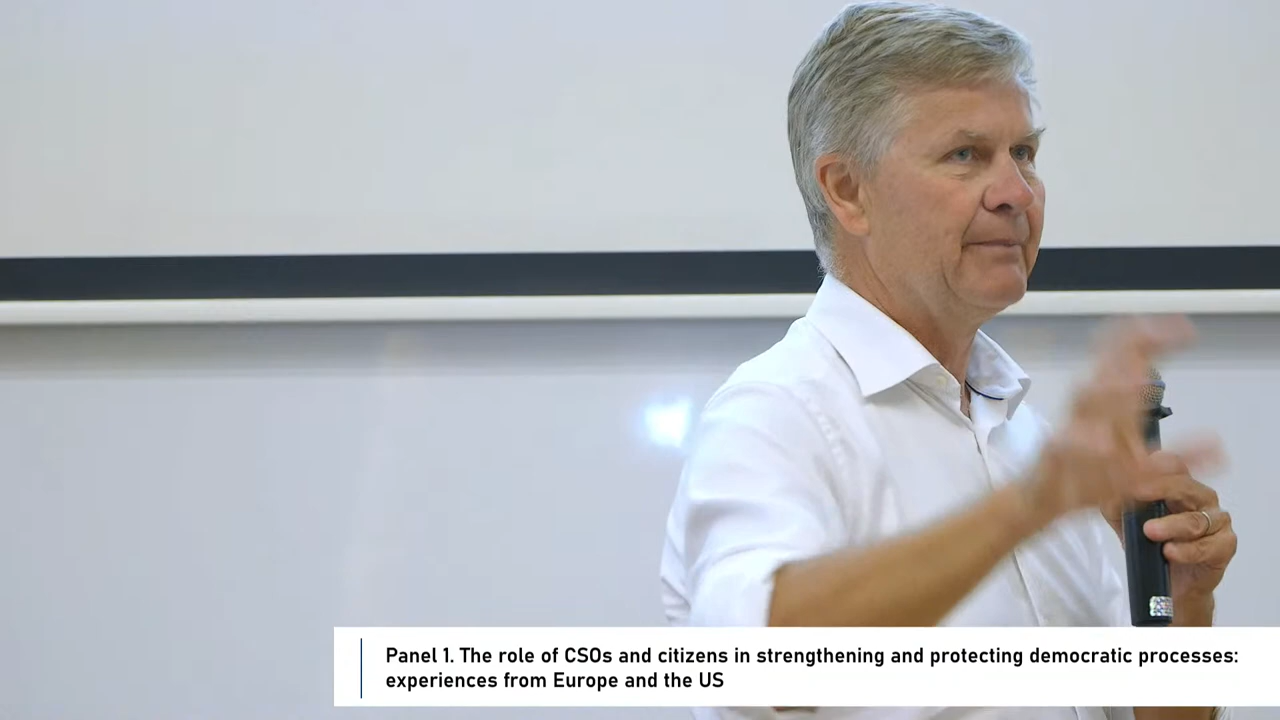 Panel 1. The role of CSOs and citizens in strengthening and protecting democratic processes:
experiences from Europe and the US